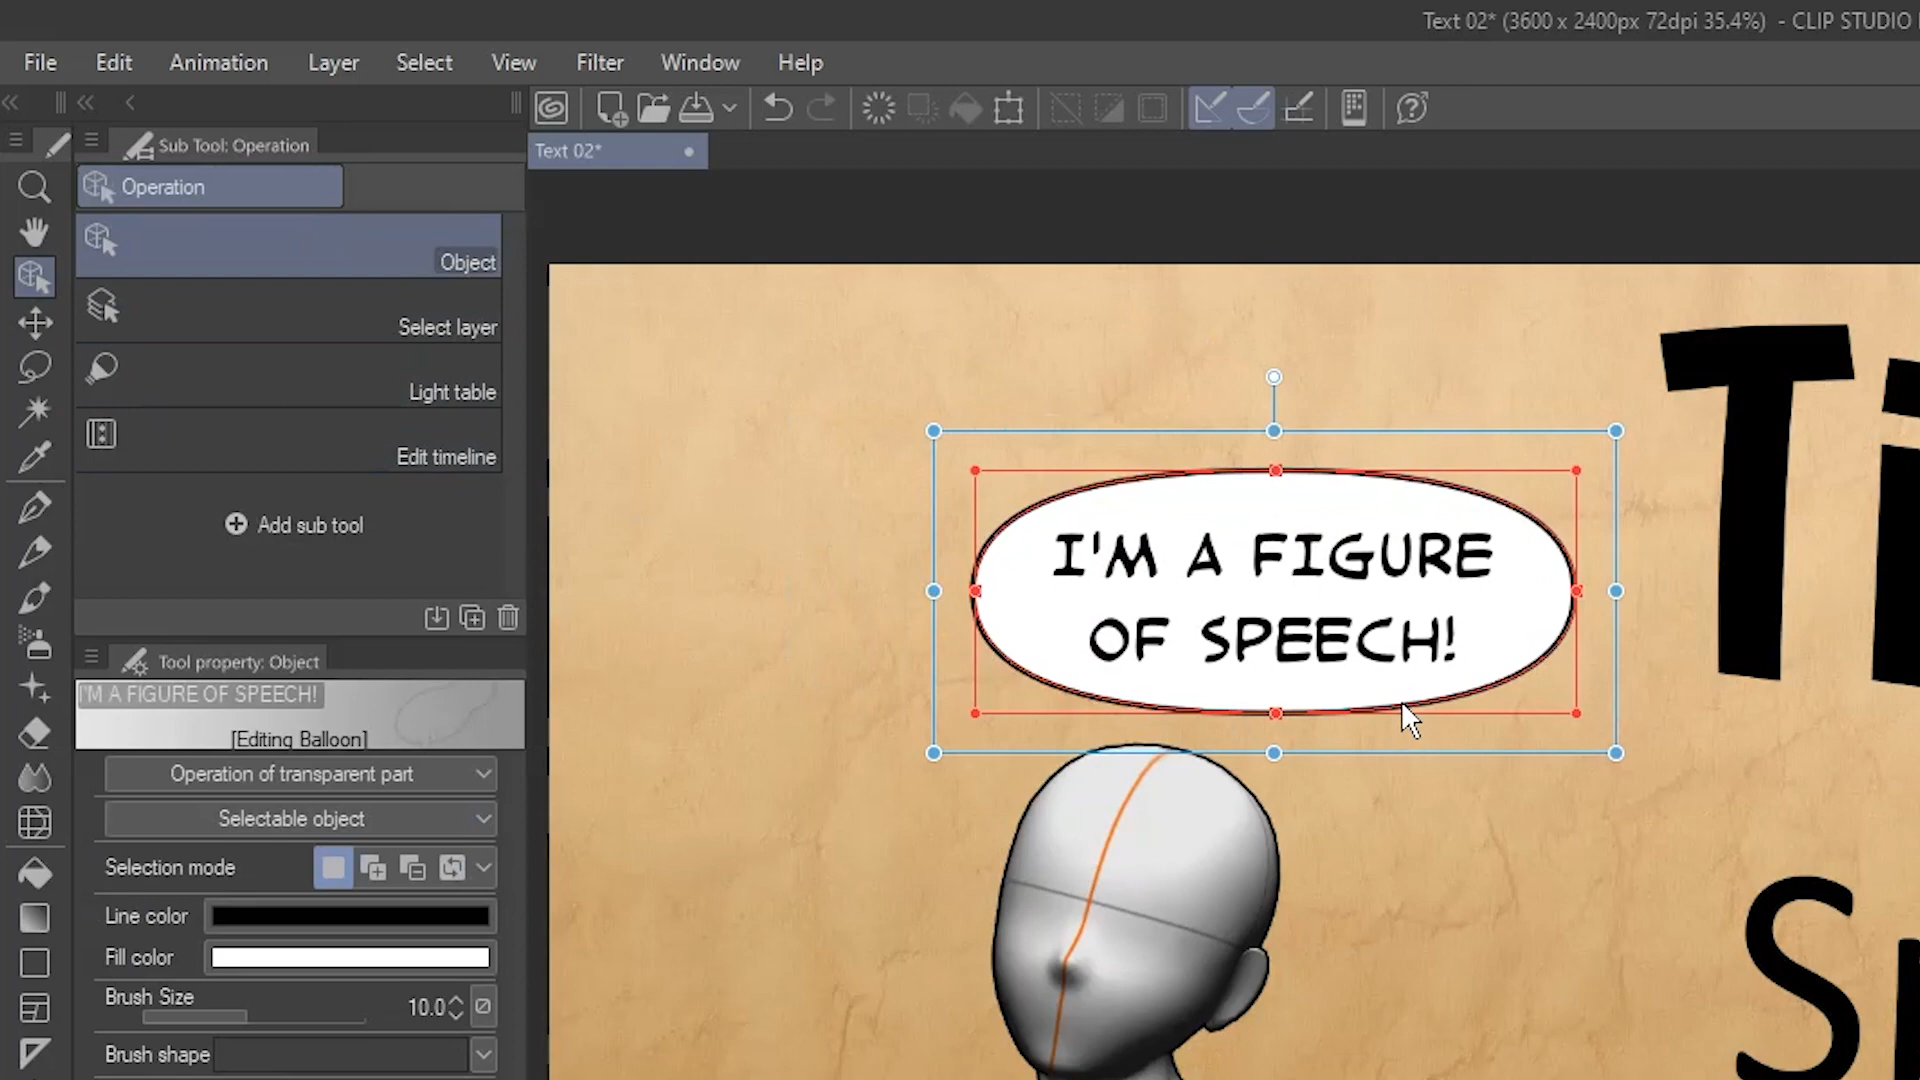 Text 02* (3600 x 2400px 72dpi 35.4%) - CLIP STUDIO
File Edit Animation Layer Select View Filter Window Help
Sub Tool: Operation
Text 02*
Operation
Object
Select layer
Light table
Edit timeline
Add sub tool
Tool property: Object
I'M A FIGURE OF SPEECH!
[Editing Balloon]
Operation of transparent part
Selectable object
Selection mode
Line color
Fill color
Brush Size 10.0
Brush shape
I'M A FIGURE
OF SPEECH!